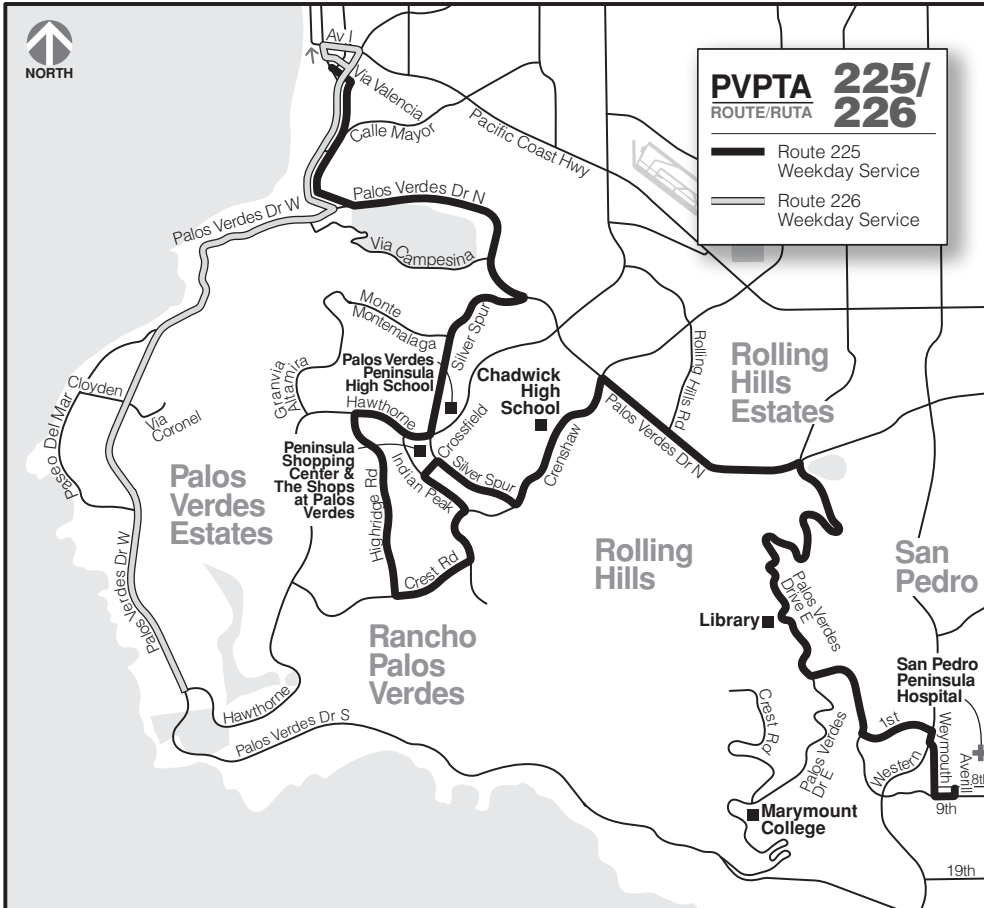 NORTH
Av I
Via Valencia
Calle Mayor
Pacific Coast Hwy
PVPTA
ROUTE/RUTA
225/
226
Route 225
Weekday Service
Route 226
Weekday Service
Palos Verdes Dr N
Palos Verdes Dr W
Via Campesina
Monte
Montemalaga
Silver Spur
Rolling Hills Rd
Rolling
Hills
Estates
Palos Verdes
Peninsula
High School
Chadwick
High
School
Granvia
Altamira
Cloyden
Paseo Del Mar
Via
Coronel
Hawthorne
Crossfield
Crenshaw
Palos Verdes Dr N
Peninsula
Shopping
Center &
The Shops
at Palos
Verdes
Indian Peak
Silver Spur
Highridge Rd
Palos
Verdes
Estates
Rolling
Hills
San
Pedro
Palos Verdes Dr W
Crest Rd
Palos Verdes
Drive E
Library
Rancho
Palos
Verdes
San Pedro
Peninsula
Hospital
Hawthorne
Palos Verdes Dr S
Crest Rd
Palos Verdes
Dr E
1st
Western
Weymouth
Averill
8th
9th
Marymount
College
19th